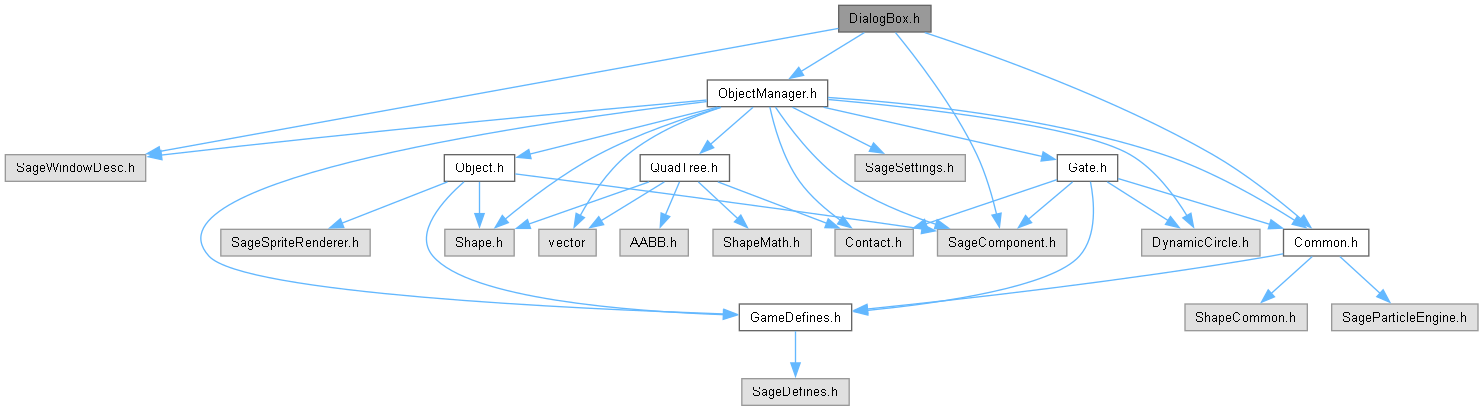 DialogBox.h
ObjectManager.h
SageWindowDesc.h
Object.h
QuadTree.h
SageSettings.h
Gate.h
SageSpriteRenderer.h
Shape.h
vector
AABB.h
ShapeMath.h
Contact.h
SageComponent.h
DynamicCircle.h
Common.h
GameDefines.h
ShapeCommon.h
SageParticleEngine.h
SageDefines.h